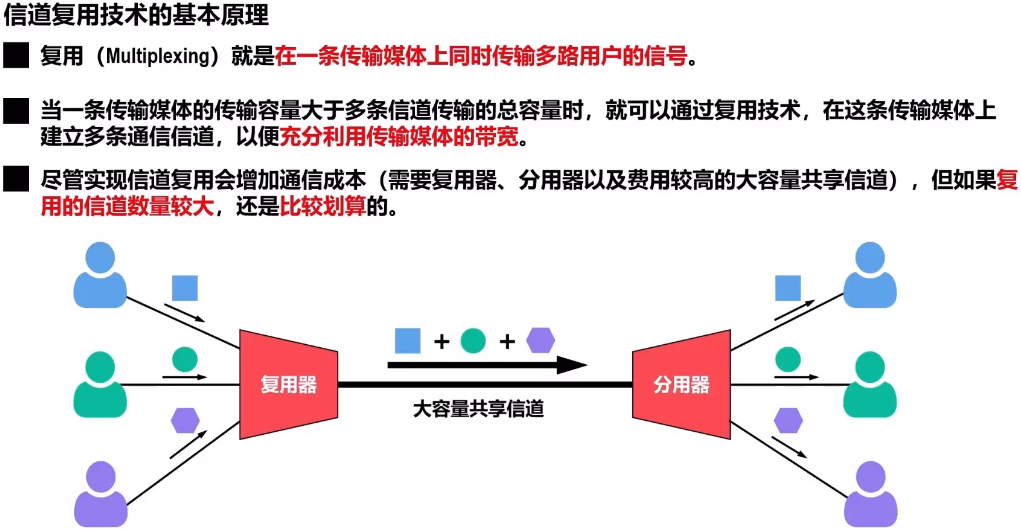 信道复用技术的基本原理
复用（Multiplexing）就是在一条传输媒体上同时传输多路用户的信号。
当一条传输媒体的传输容量大于多条信道传输的总容量时，就可以通过复用技术，在这条传输媒体上
建立多条通信信道，以便充分利用传输媒体的带宽。
尽管实现信道复用会增加通信成本（需要复用器、分用器以及费用较高的大容量共享信道），但如果复
用的信道数量较大，还是比较划算的。
+ +
复用器
分用器
大容量共享信道